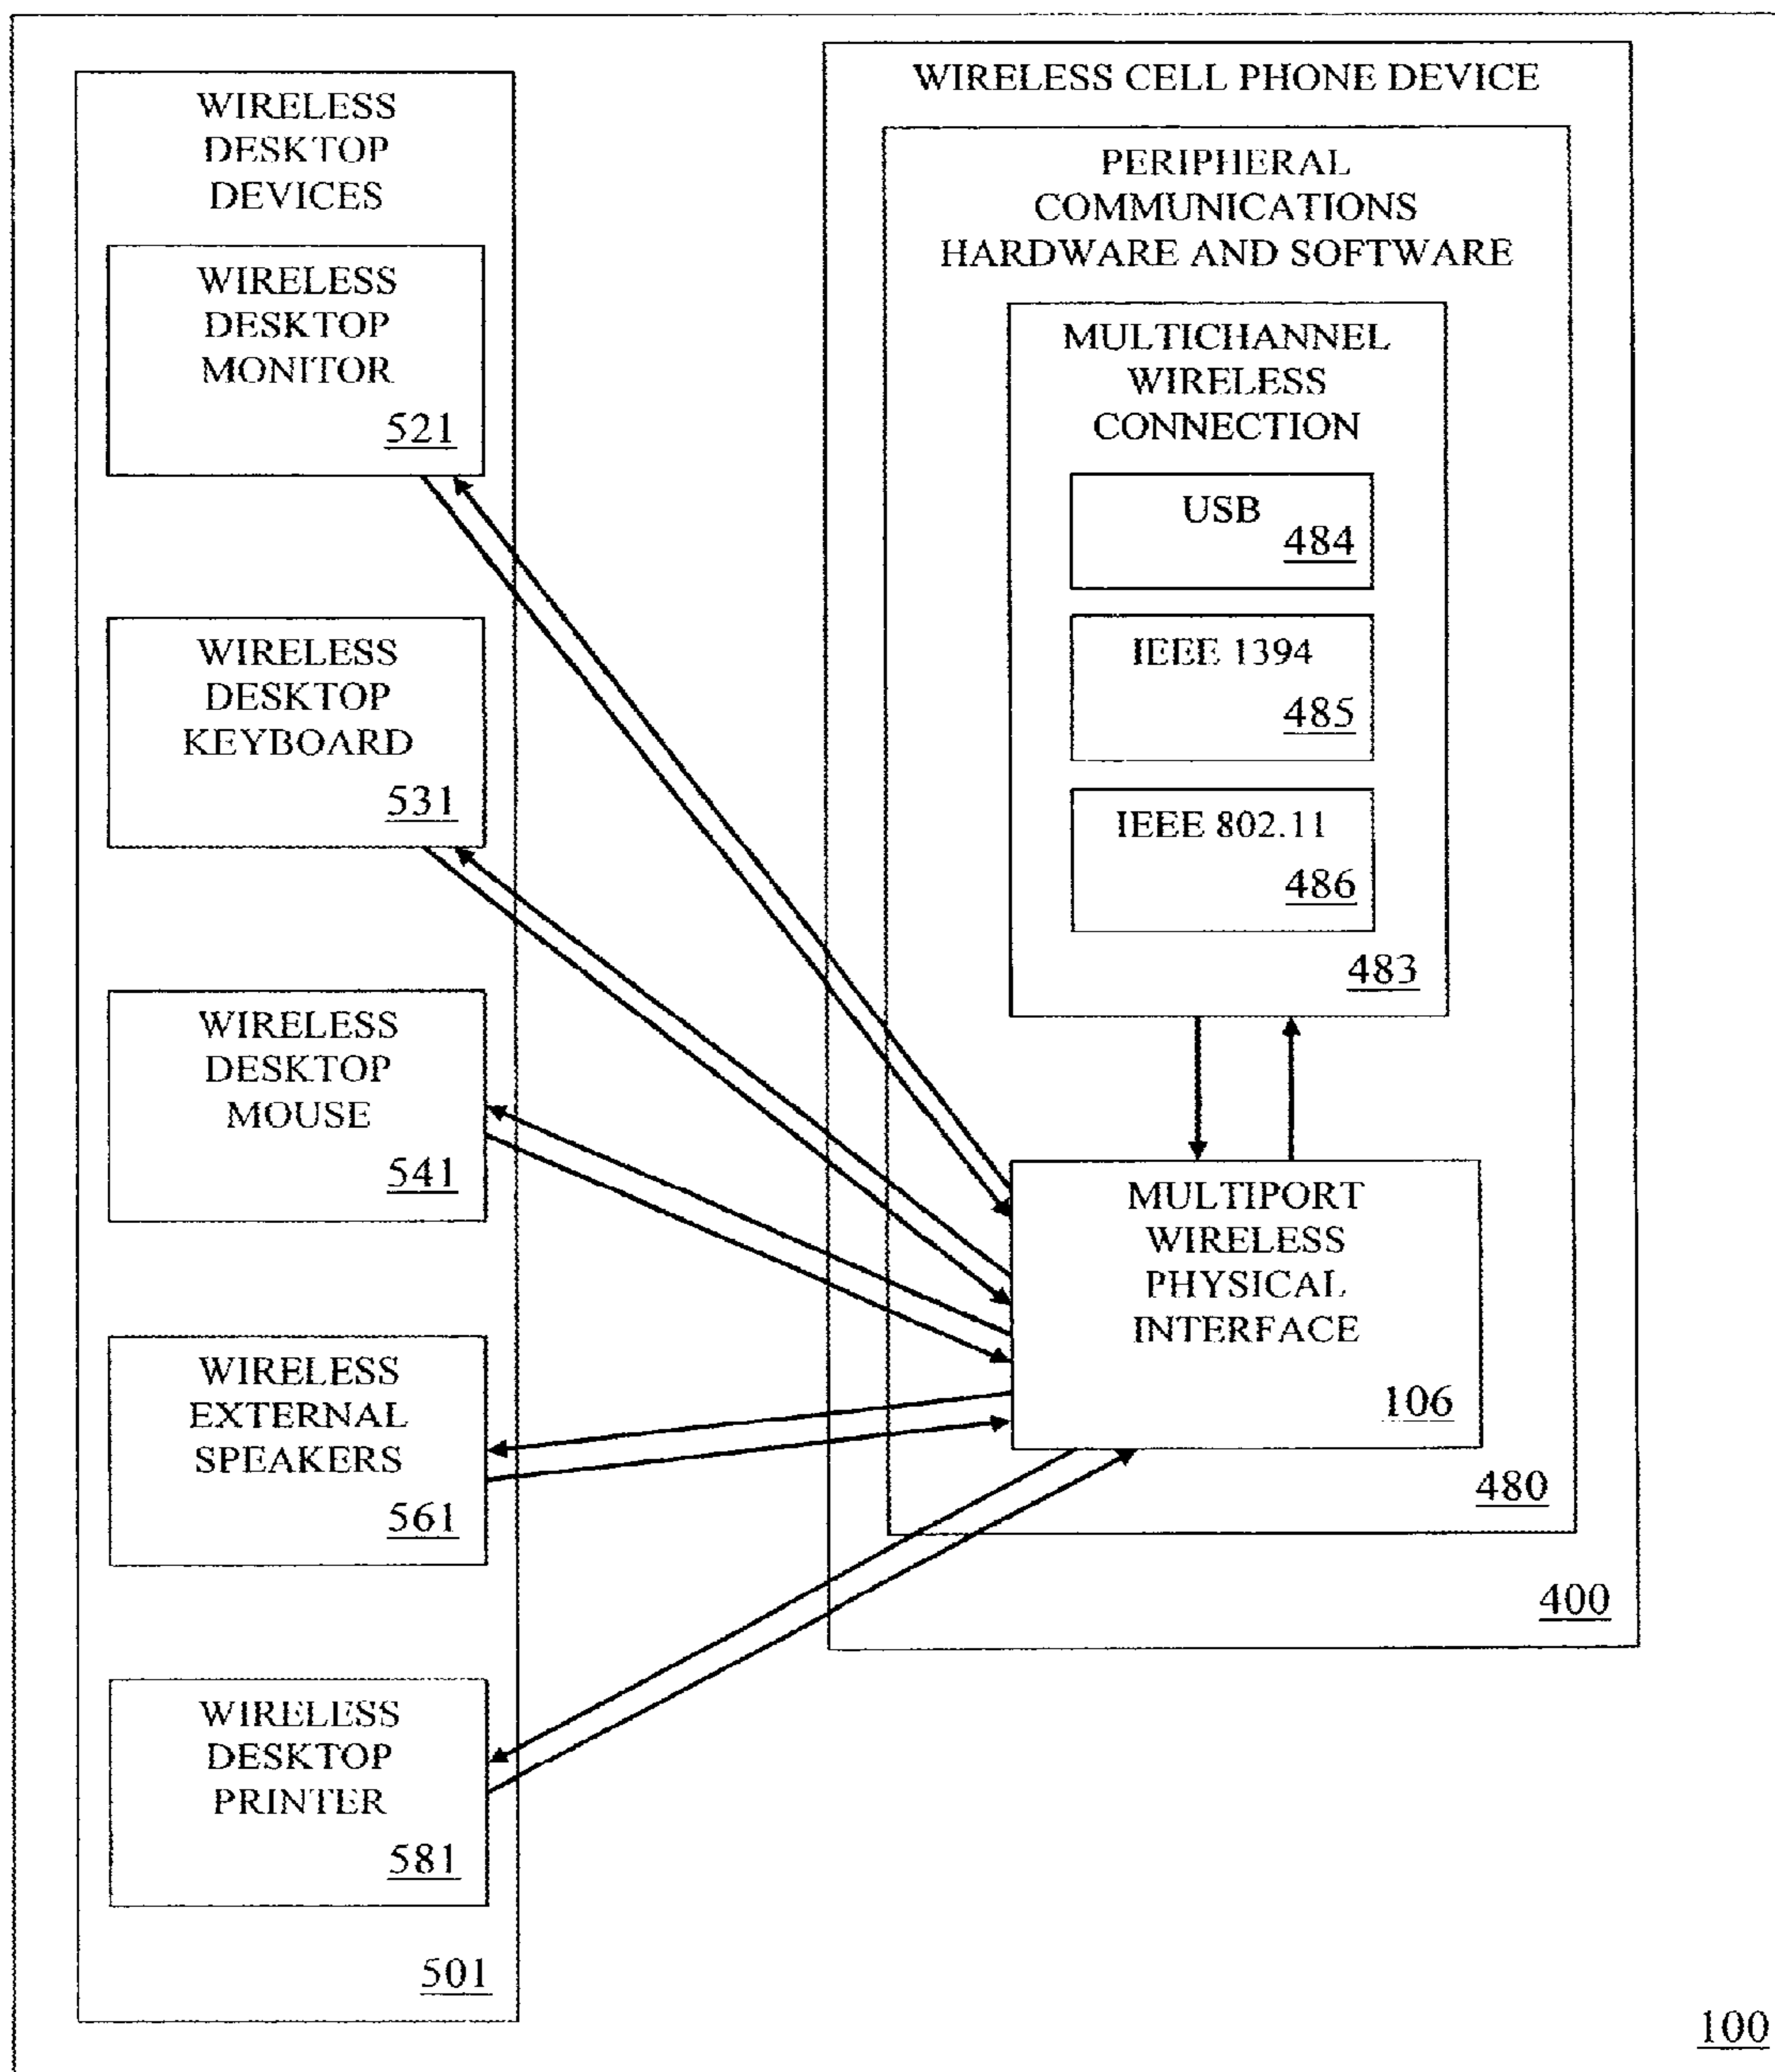 WIRELESS
DESKTOP
DEVICES
WIRELESS
DESKTOP
MONITOR
521
WIRELESS
DESKTOP
KEYBOARD
531
WIRELESS
DESKTOP
MOUSE
541
WIRELESS
EXTERNAL
SPEAKERS
561
WIRELESS
DESKTOP
PRINTER
581
501
WIRELESS CELL PHONE DEVICE
PERIPHERAL
COMMUNICATIONS
HARDWARE AND SOFTWARE
MULTICHANNEL
WIRELESS
CONNECTION
USB
484
IEEE 1394
485
IEEE 802.11
486
483
MULTIPORT
WIRELESS
PHYSICAL
INTERFACE
106
480
400
100